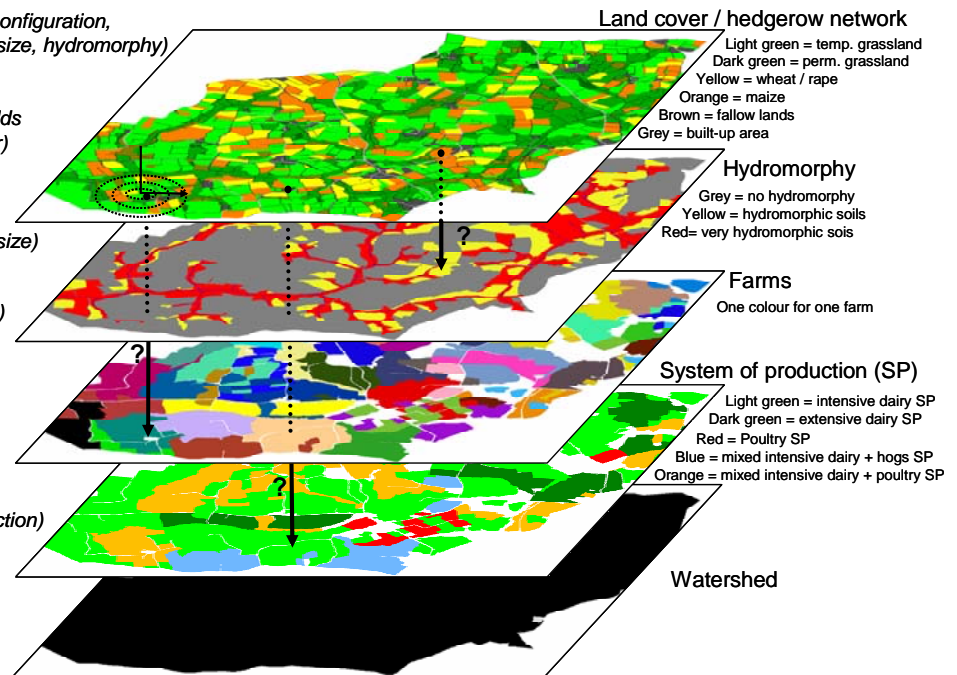 onfiguration,
size, hydromorphy)
lds
r)
size)
)
ction)
Land cover / hedgerow network
Light green = temp. grassland
Dark green = perm. grassland
Yellow = wheat / rape
Orange = maize
Brown = fallow lands
Grey = built-up area
Hydromorphy
Grey = no hydromorphy
Yellow = hydromorphic soils
Red= very hydromorphic sois
?
Farms
One colour for one farm
?
System of production (SP)
Light green = intensive dairy SP
Dark green = extensive dairy SP
Red = Poultry SP
Blue = mixed intensive dairy + hogs SP
Orange = mixed intensive dairy + poultry SP
?
Watershed